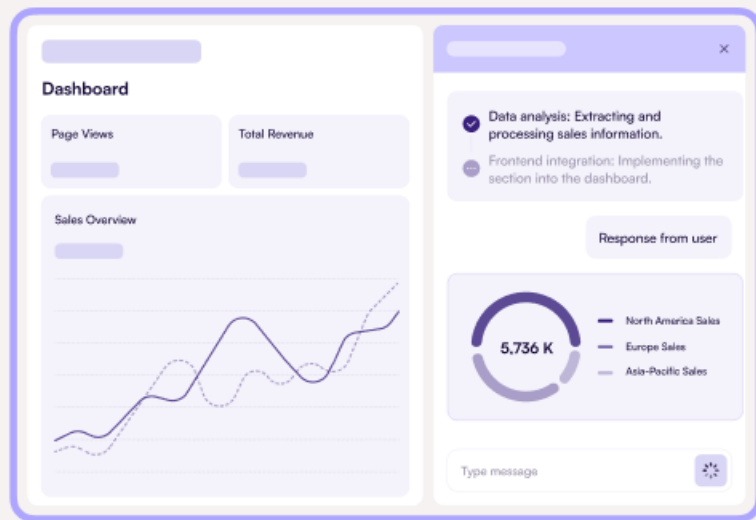 Dashboard
Page Views
Total Revenue
Sales Overview
Data analysis: Extracting and
processing sales information.
Frontend integration: Implementing the
section into the dashboard.
Response from user
5,736 K
North America Sales
Europe Sales
Asia-Pacific Sales
Type message